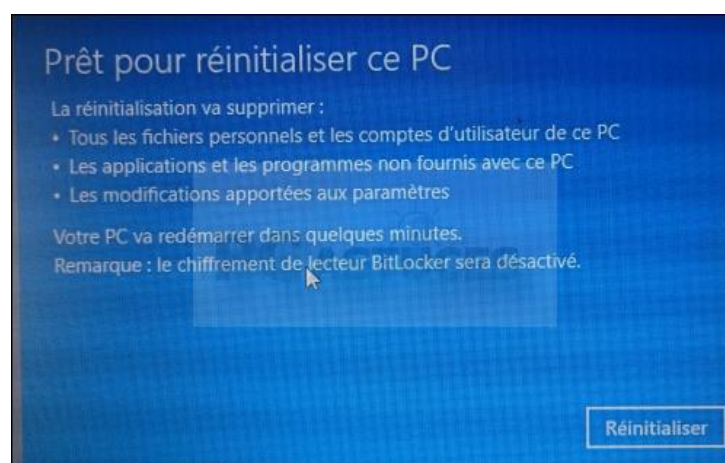 Prêt pour réinitialiser ce PC
La réinitialisation va supprimer :
• Tous les fichiers personnels et les comptes d'utilisateur de ce PC
• Les applications et les programmes non fournis avec ce PC
• Les modifications apportées aux paramètres
Votre PC va redémarrer dans quelques minutes.
Remarque : le chiffrement de lecteur BitLocker sera désactivé.
Réinitialiser